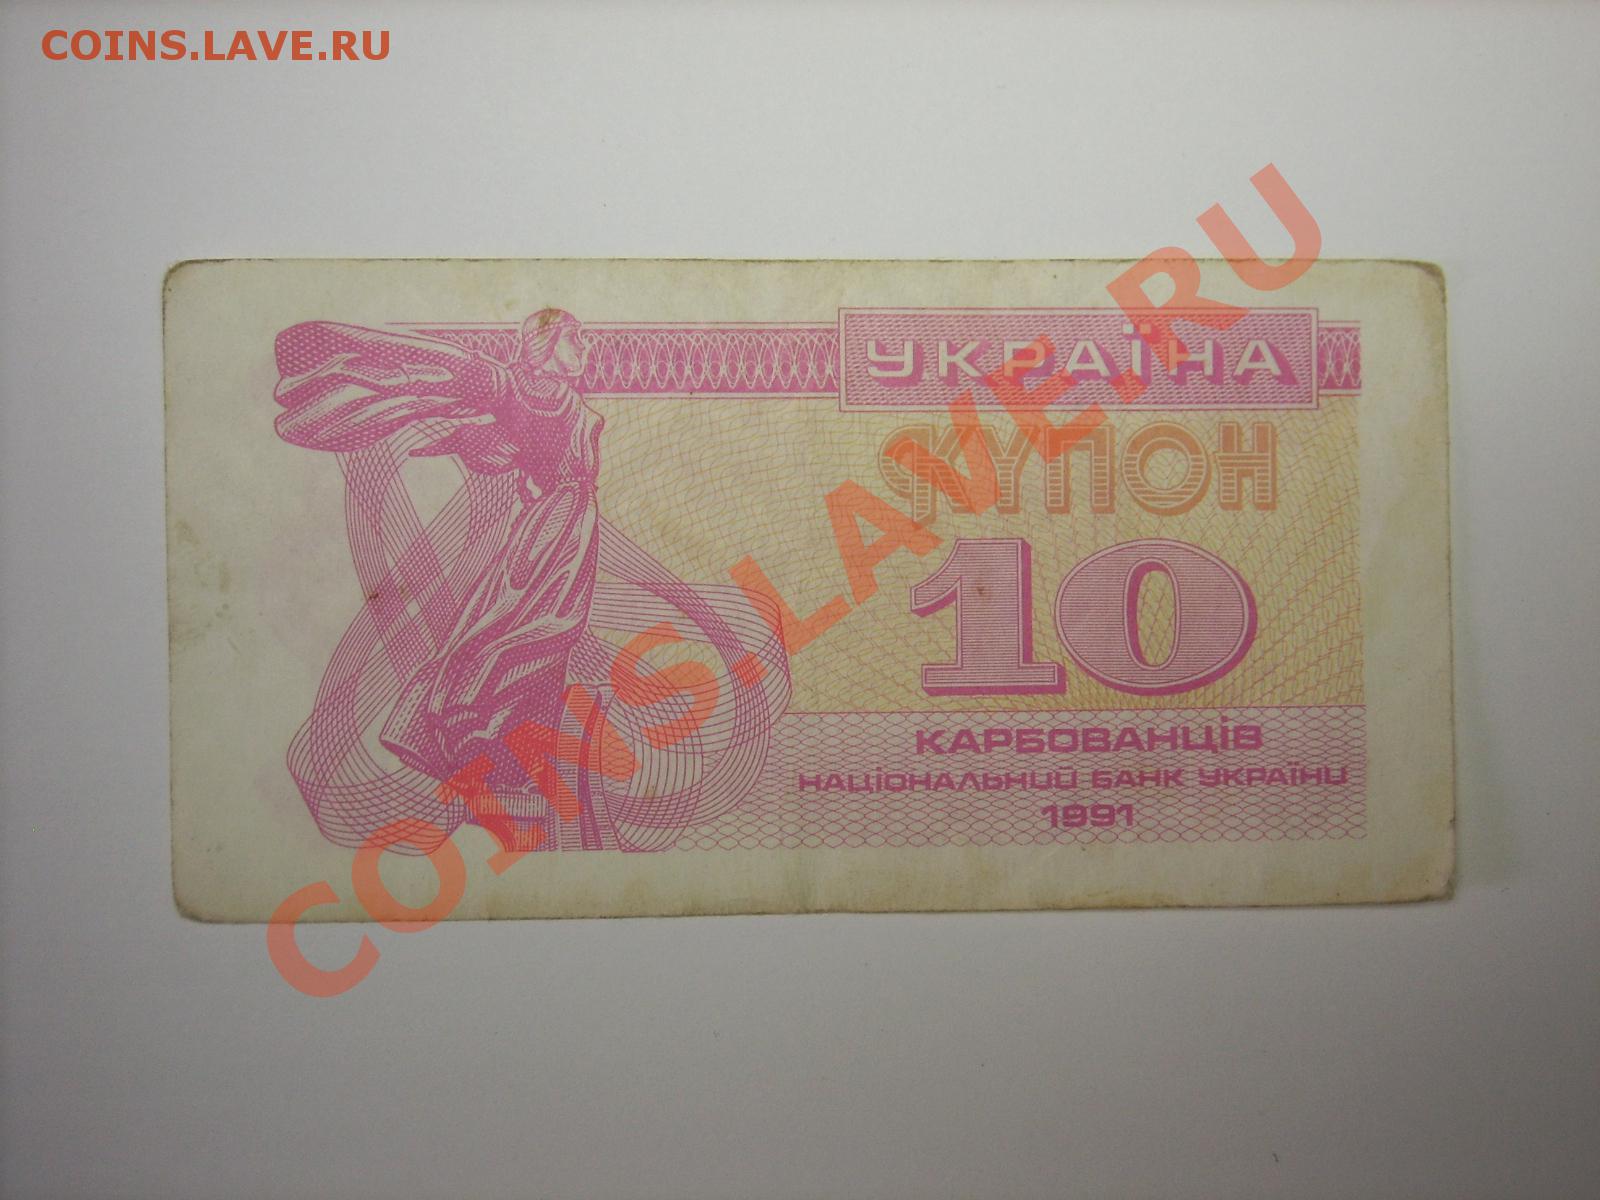 COINS.LAVE.RU
УКРАЇНА
КУПОН
10
КАРБОВАНЦІВ
НАЦІОНАЛЬНИЙ БАНК УКРАЇНИ
1991
COINS.LAVE.RU